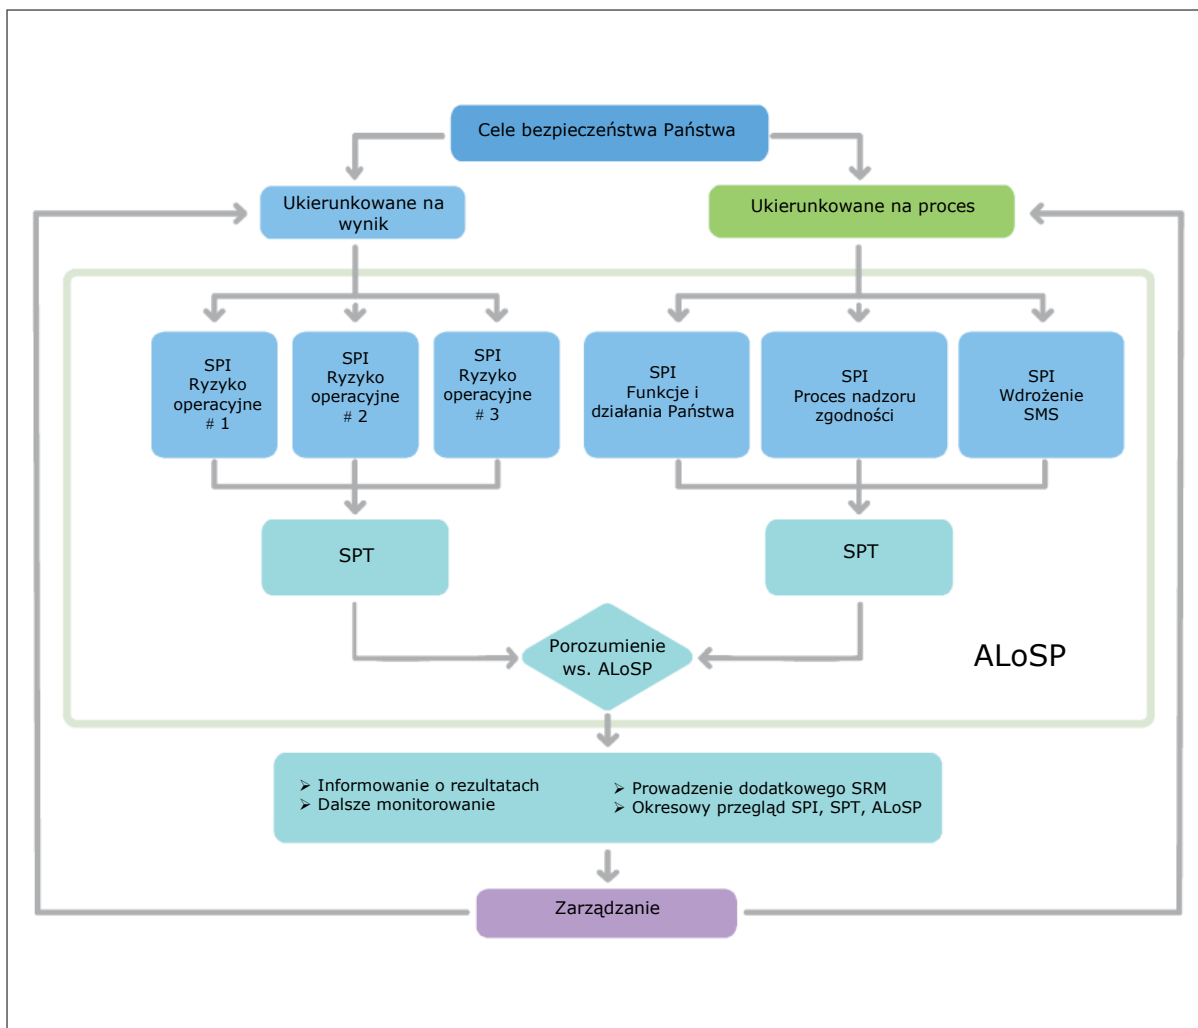 Cele bezpieczeństwa Państwa
Ukierunkowane na
wynik
Ukierunkowane na proces
SPI
Ryzyko
operacyjne
# 1
SPI
Ryzyko
operacyjne
# 2
SPI
Ryzyko
operacyjne
# 3
SPI
Funkcje i
działania Państwa
SPI
Proces nadzoru
zgodności
SPI
Wdrożenie
SMS
SPT
SPT
Porozumienie
ws. ALoSP
ALoSP
➢ Informowanie o rezultatach
➢ Dalsze monitorowanie
➢ Prowadzenie dodatkowego SRM
➢ Okresowy przegląd SPI, SPT, ALoSP
Zarządzanie